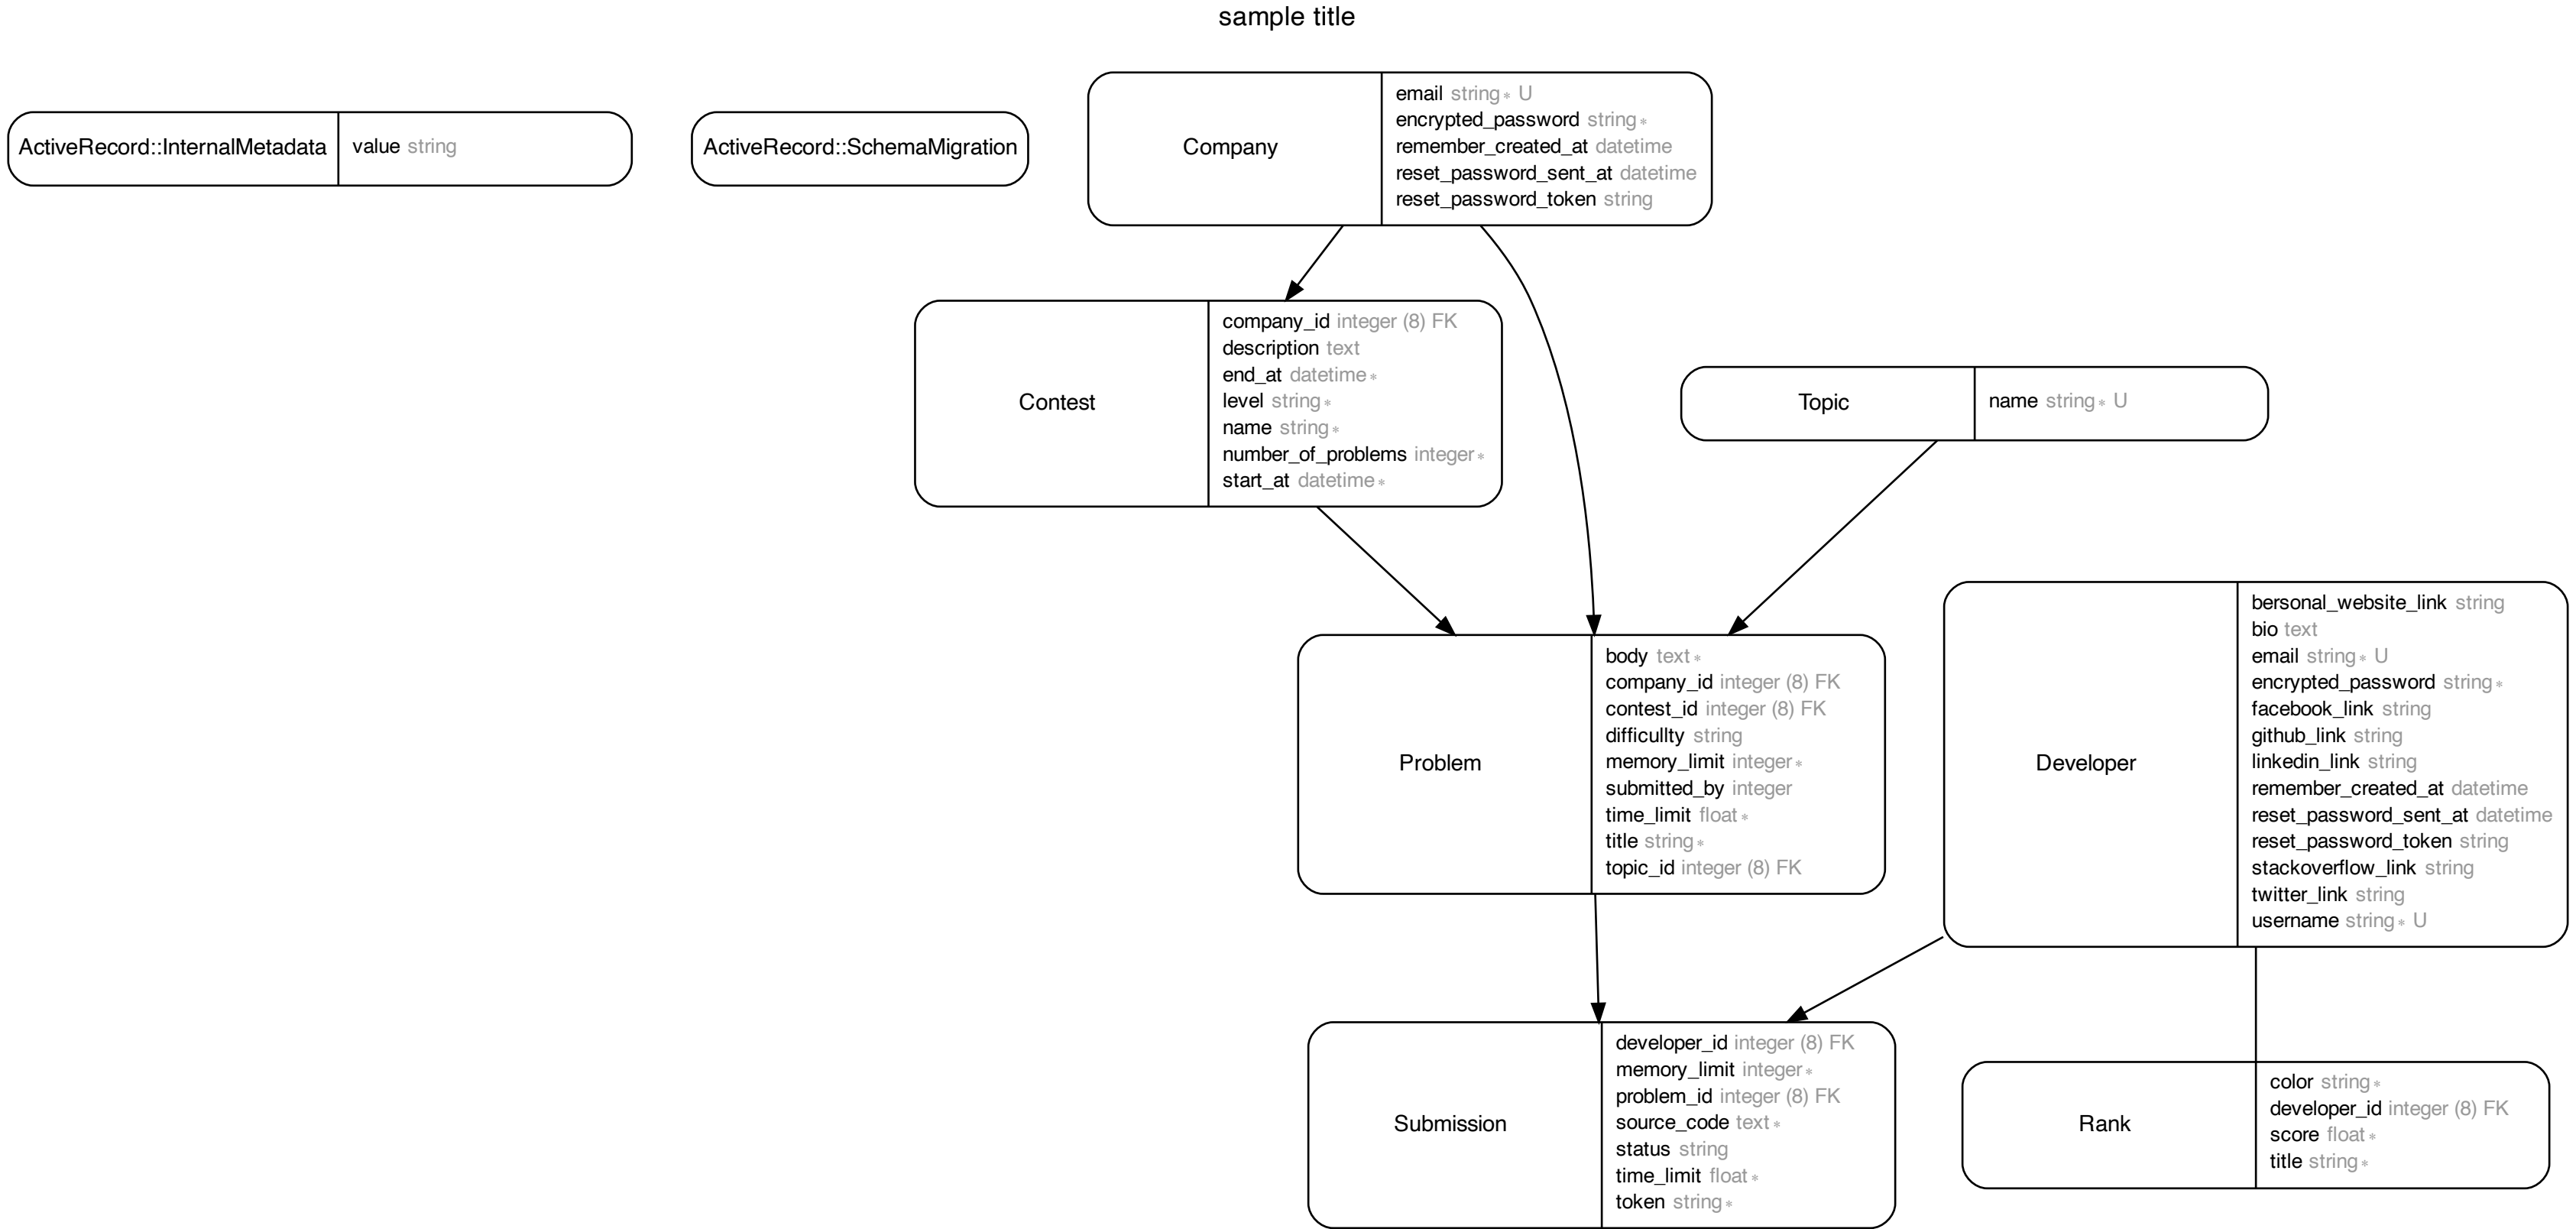 sample title
ActiveRecord::InternalMetadata
value string
ActiveRecord::SchemaMigration
Company
email string* U
encrypted_password string*
remember_created_at datetime
reset_password_sent_at datetime
reset_password_token string
Contest
company_id integer (8) FK
description text
end_at datetime*
level string*
name string*
number_of_problems integer*
start_at datetime*
Topic
name string* U
Problem
body text*
company_id integer (8) FK
contest_id integer (8) FK
difficullty string
memory_limit integer*
submitted_by integer
time_limit float*
title string*
topic_id integer (8) FK
Developer
bersonal_website_link string
bio text
email string* U
encrypted_password string*
facebook_link string
github_link string
linkedin_link string
remember_created_at datetime
reset_password_sent_at datetime
reset_password_token string
stackoverflow_link string
twitter_link string
username string* U
Submission
developer_id integer (8) FK
memory_limit integer*
problem_id integer (8) FK
source_code text*
status string
time_limit float*
token string*
Rank
color string*
developer_id integer (8) FK
score float*
title string*